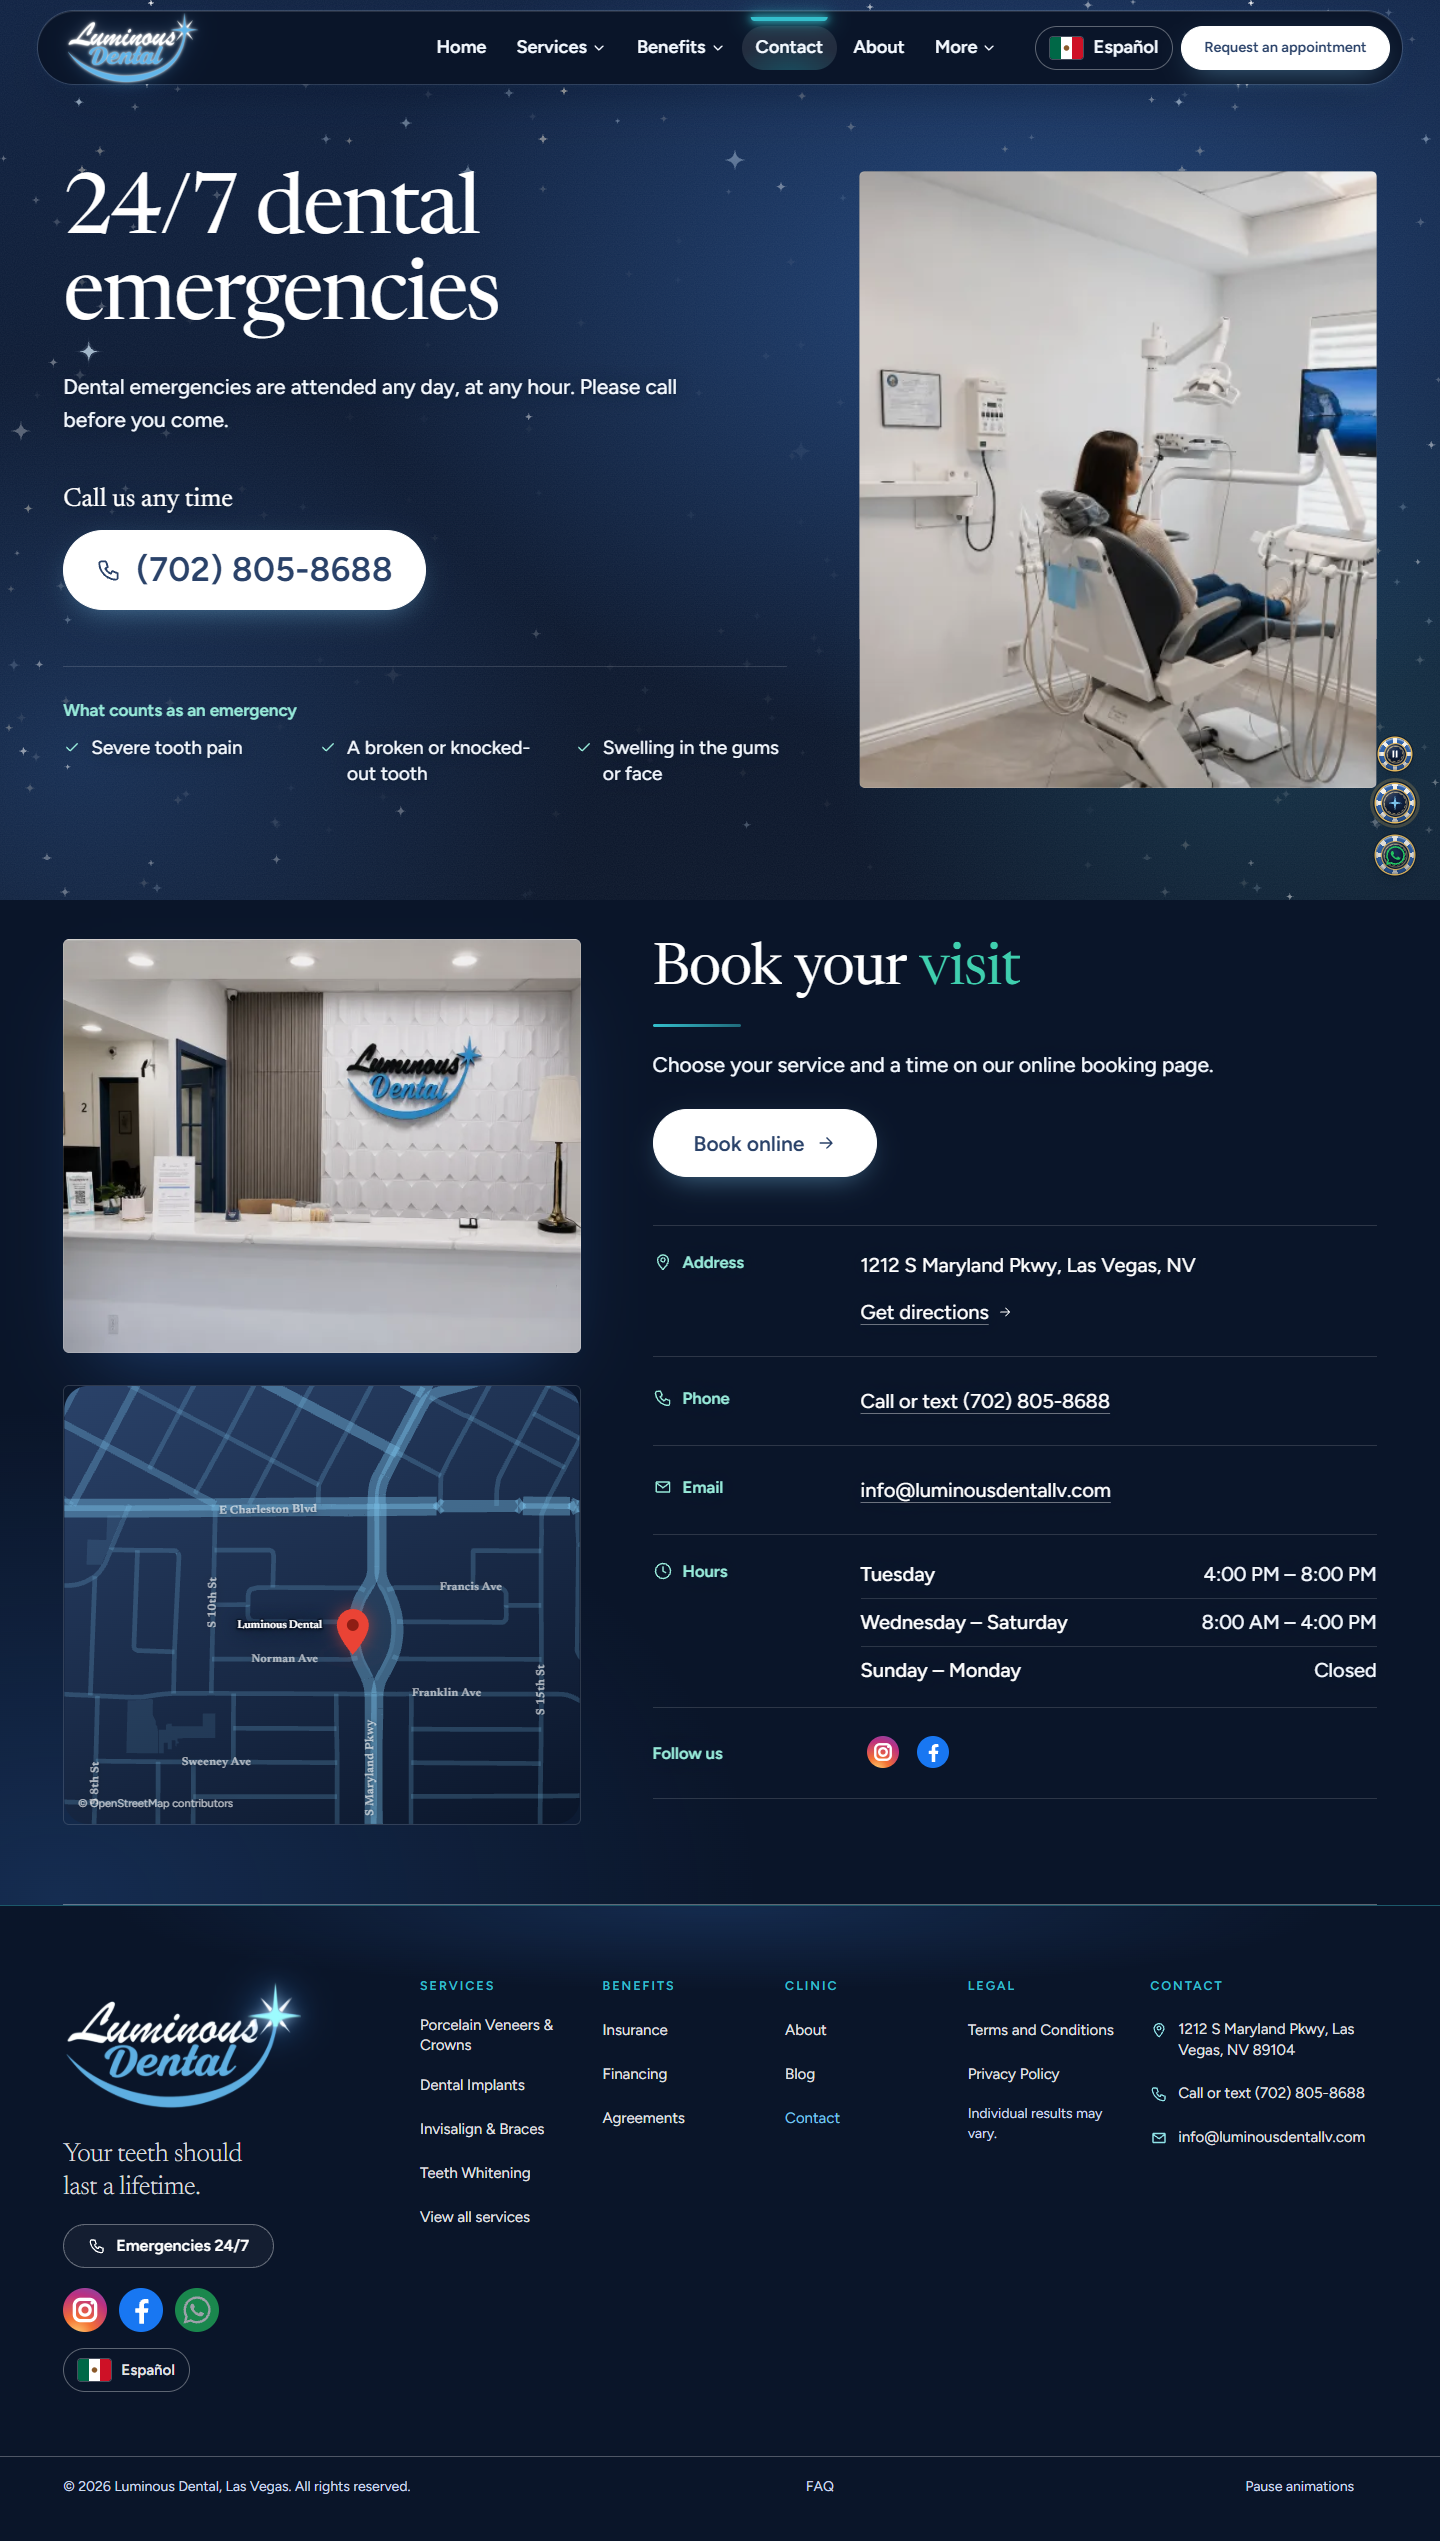 Luminous Dental
Home
Services
Benefits
Contact
About
More
Español
Request an appointment
24/7 dental
emergencies
Dental emergencies are attended any day, at any hour. Please call
before you come.
Call us any time
(702) 805-8688
What counts as an emergency
Severe tooth pain
A broken or knocked-
out tooth
Swelling in the gums
or face
Luminous
Dental
2
Book your visit
Choose your service and a time on our online booking page.
Book online
Address
1212 S Maryland Pkwy, Las Vegas, NV
Get directions
Phone
Call or text (702) 805-8688
Email
info@luminousdentallv.com
Hours
Tuesday
4:00 PM – 8:00 PM
Wednesday – Saturday
8:00 AM – 4:00 PM
Sunday – Monday
Closed
Follow us
E Charleston Blvd
S 10th St
Francis Ave
Luminous Dental
Norman Ave
Franklin Ave
S 15th St
S Maryland Pkwy
Sweeney Ave
S 8th St
© OpenStreetMap contributors
Luminous
Dental
Your teeth should
last a lifetime.
Emergencies 24/7
Español
SERVICES
Porcelain Veneers &
Crowns
Dental Implants
Invisalign & Braces
Teeth Whitening
View all services
BENEFITS
Insurance
Financing
Agreements
CLINIC
About
Blog
Contact
LEGAL
Terms and Conditions
Privacy Policy
Individual results may
vary.
CONTACT
1212 S Maryland Pkwy, Las
Vegas, NV 89104
Call or text (702) 805-8688
info@luminousdentallv.com
© 2026 Luminous Dental, Las Vegas. All rights reserved.
FAQ
Pause animations